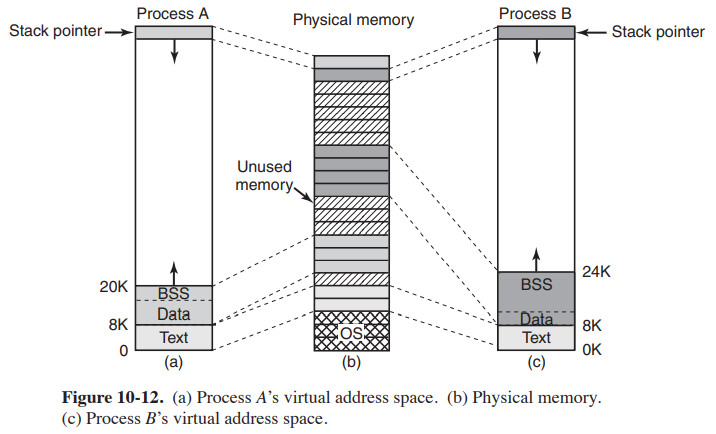 Process A
Physical memory
Process B
Stack pointer
Stack pointer
Unused
memory
20K
BSS
Data
8K
Text
0
OS
24K
BSS
Data
8K
Text
0K
(a)
(b)
(c)
Figure 10-12. (a) Process A’s virtual address space. (b) Physical memory.
(c) Process B’s virtual address space.